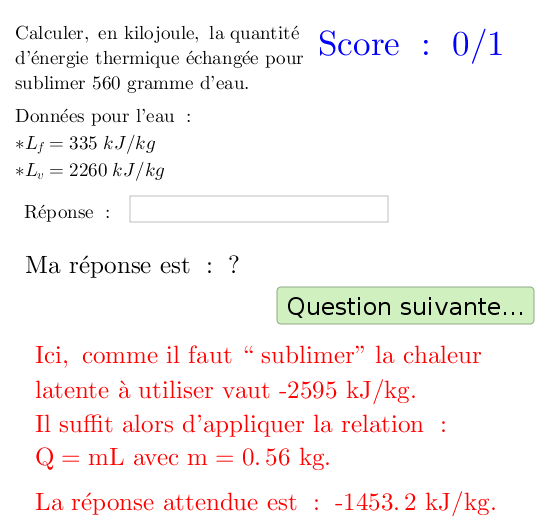 Calculer, en kilojoule, la quantité
d'énergie thermique échangée pour
sublimer 560 gramme d'eau.
Score : 0/1
Données pour l'eau :
*L_f = 335 kJ/kg
*L_v = 2260 kJ/kg
Réponse :
Ma réponse est : ?
Question suivante...
Ici, comme il faut “ sublimer” la chaleur
latente à utiliser vaut -2595 kJ/kg.
Il suffit alors d'appliquer la relation :
Q = mL avec m = 0.56 kg.
La réponse attendue est : -1453.2 kJ/kg.